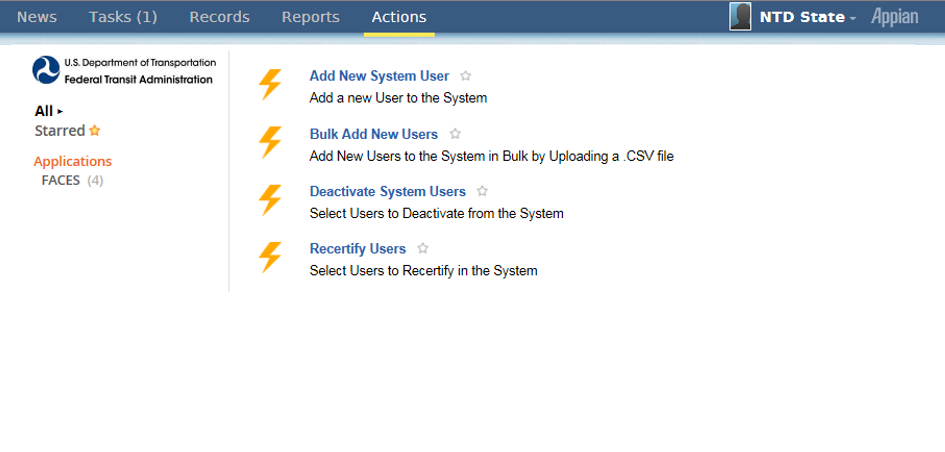 News Tasks (1) Records Reports Actions NTD State Appian
U.S. Department of Transportation
Federal Transit Administration
All
Starred
Applications
FACES (4)
Add New System User
Add a new User to the System
Bulk Add New Users
Add New Users to the System in Bulk by Uploading a .CSV file
Deactivate System Users
Select Users to Deactivate from the System
Recertify Users
Select Users to Recertify in the System